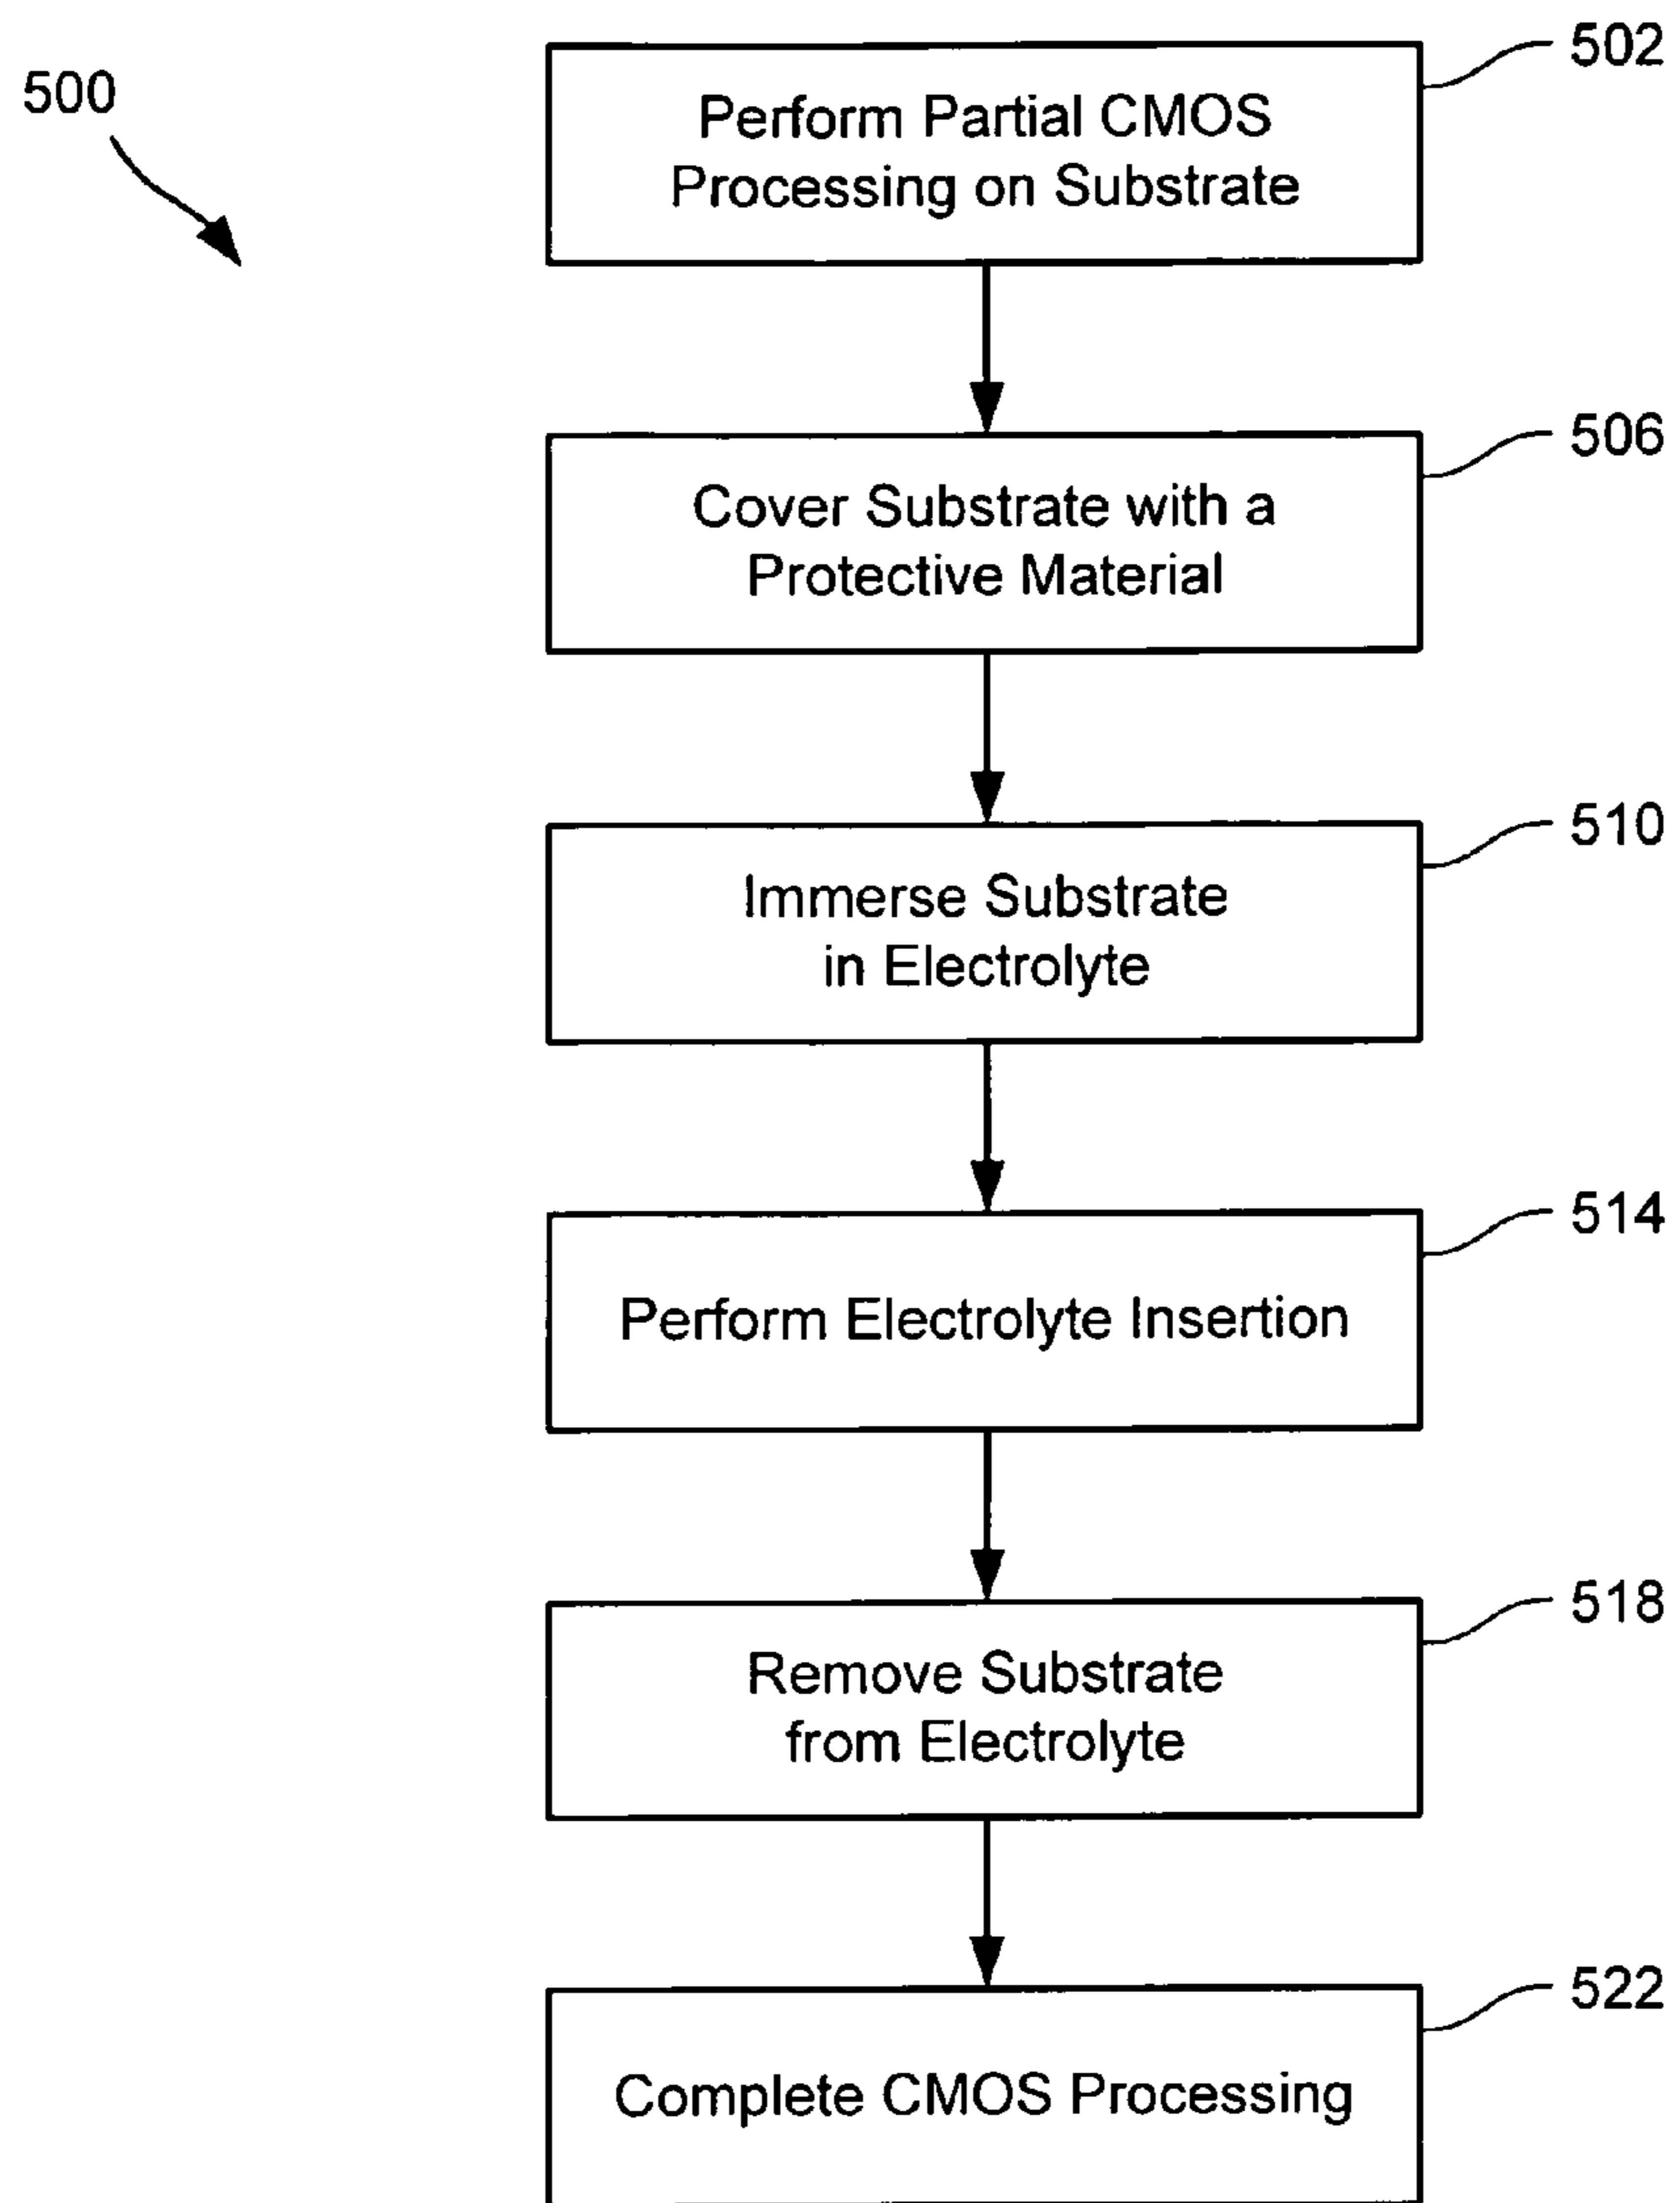 500
502
Perform Partial CMOS
Processing on Substrate
506
Cover Substrate with a
Protective Material
510
Immerse Substrate
in Electrolyte
514
Perform Electrolyte Insertion
518
Remove Substrate
from Electrolyte
522
Complete CMOS Processing